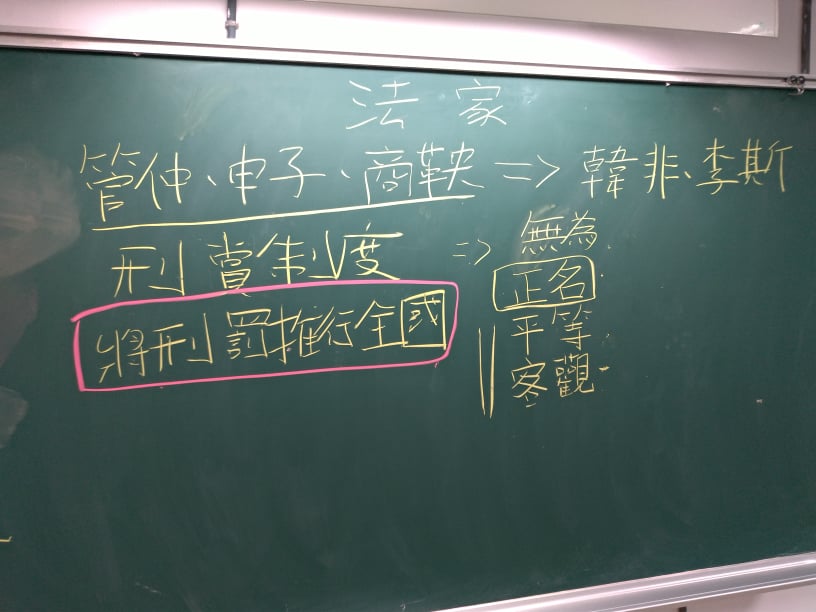 法家
管仲、申子、商鞅 => 韓非、李斯
刑賞制度 => 無為
正名
將刑罰推行全國
平等
客觀